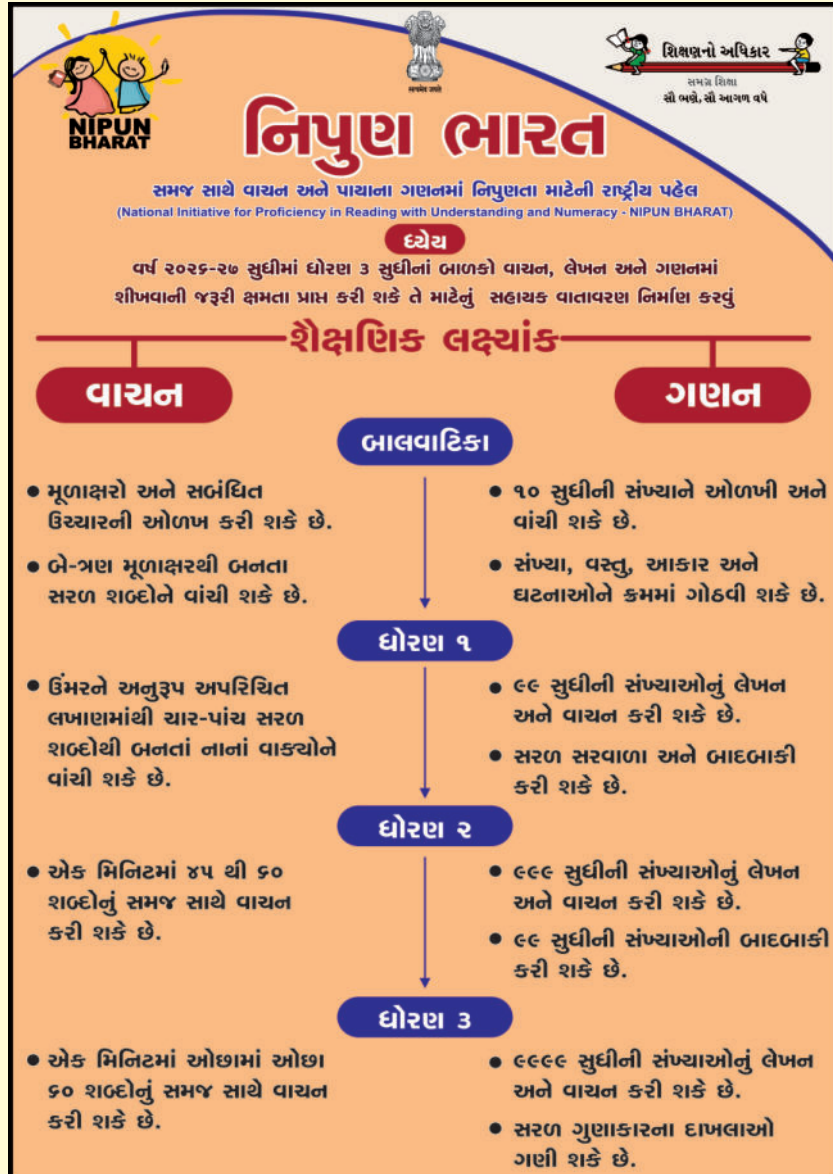 NIPUN
BHARAT
सत्यमेव जयते
શિક્ષણનો અધિકાર
સમગ્ર શિક્ષા
સૌ ભણે, સૌ આગળ વધે
નિપુણ ભારત
સમજ સાથે વાચન અને પાયાના ગણનમાં નિપુણતા માટેની રાષ્ટ્રીય પહેલ
(National Initiative for Proficiency in Reading with Understanding and Numeracy - NIPUN BHARAT)
ધ્યેય
વર્ષ ૨૦૨૬-૨૭ સુધીમાં ધોરણ ૩ સુધીનાં બાળકો વાચન, લેખન અને ગણનમાં
શીખવાની જરૂરી ક્ષમતા પ્રાપ્ત કરી શકે તે માટેનું સહાયક વાતાવરણ નિર્માણ કરવું
શૈક્ષણિક લક્ષ્યાંક
વાચન
ગણન
બાલવાટિકા
• મૂળાક્ષરો અને સબંધિત
ઉચ્ચારની ઓળખ કરી શકે છે.
• બે-ત્રણ મૂળાક્ષરથી બનતા
સરળ શબ્દોને વાંચી શકે છે.
• ૧૦ સુધીની સંખ્યાને ઓળખી અને
વાંચી શકે છે.
• સંખ્યા, વસ્તુ, આકાર અને
ઘટનાઓને ક્રમમાં ગોઠવી શકે છે.
ધોરણ ૧
• ઉંમરને અનુરૂપ અપરિચિત
લખાણમાંથી ચાર-પાંચ સરળ
શબ્દોથી બનતાં નાનાં વાક્યોને
વાંચી શકે છે.
• ૯૯ સુધીની સંખ્યાઓનું લેખન
અને વાચન કરી શકે છે.
• સરળ સરવાળા અને બાદબાકી
કરી શકે છે.
ધોરણ ૨
• એક મિનિટમાં ૪૫ થી ૬૦
શબ્દોનું સમજ સાથે વાચન
કરી શકે છે.
• ૯૯૯ સુધીની સંખ્યાઓનું લેખન
અને વાચન કરી શકે છે.
• ૯૯ સુધીની સંખ્યાઓની બાદબાકી
કરી શકે છે.
ધોરણ ૩
• એક મિનિટમાં ઓછામાં ઓછા
૬૦ શબ્દોનું સમજ સાથે વાચન
કરી શકે છે.
• ૯૯૯૯ સુધીની સંખ્યાઓનું લેખન
અને વાચન કરી શકે છે.
• સરળ ગુણાકારના દાખલાઓ
ગણી શકે છે.